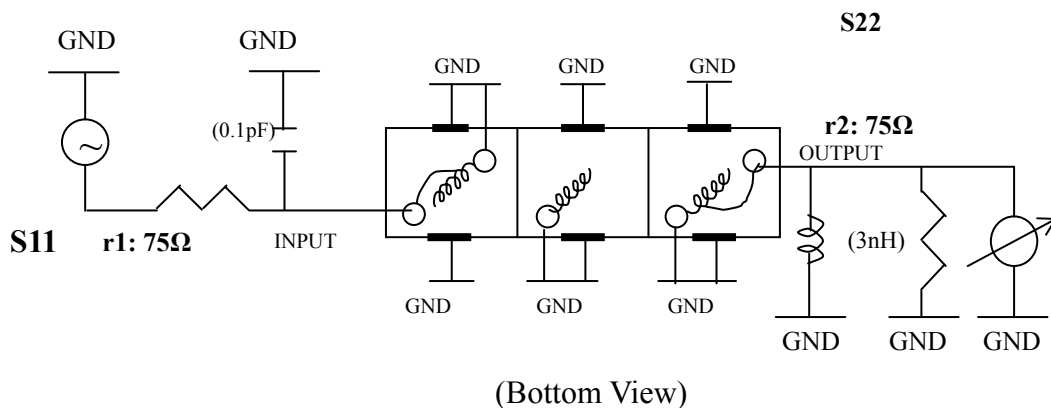 S22
GND
GND
GND
GND
GND
(0.1pF)
r2: 75Ω
OUTPUT
S11
r1: 75Ω
INPUT
(3nH)
GND
GND
GND
GND
GND
GND
(Bottom View)